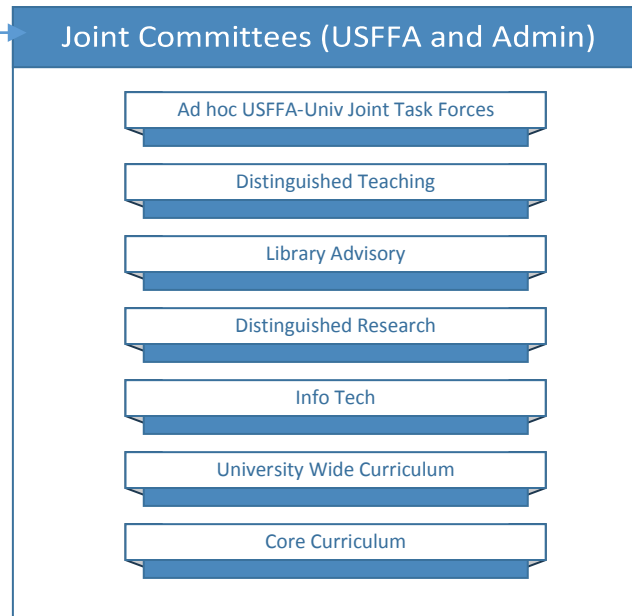 Joint Committees (USFFA and Admin)
Ad hoc USFFA-Univ Joint Task Forces
Distinguished Teaching
Library Advisory
Distinguished Research
Info Tech
University Wide Curriculum
Core Curriculum